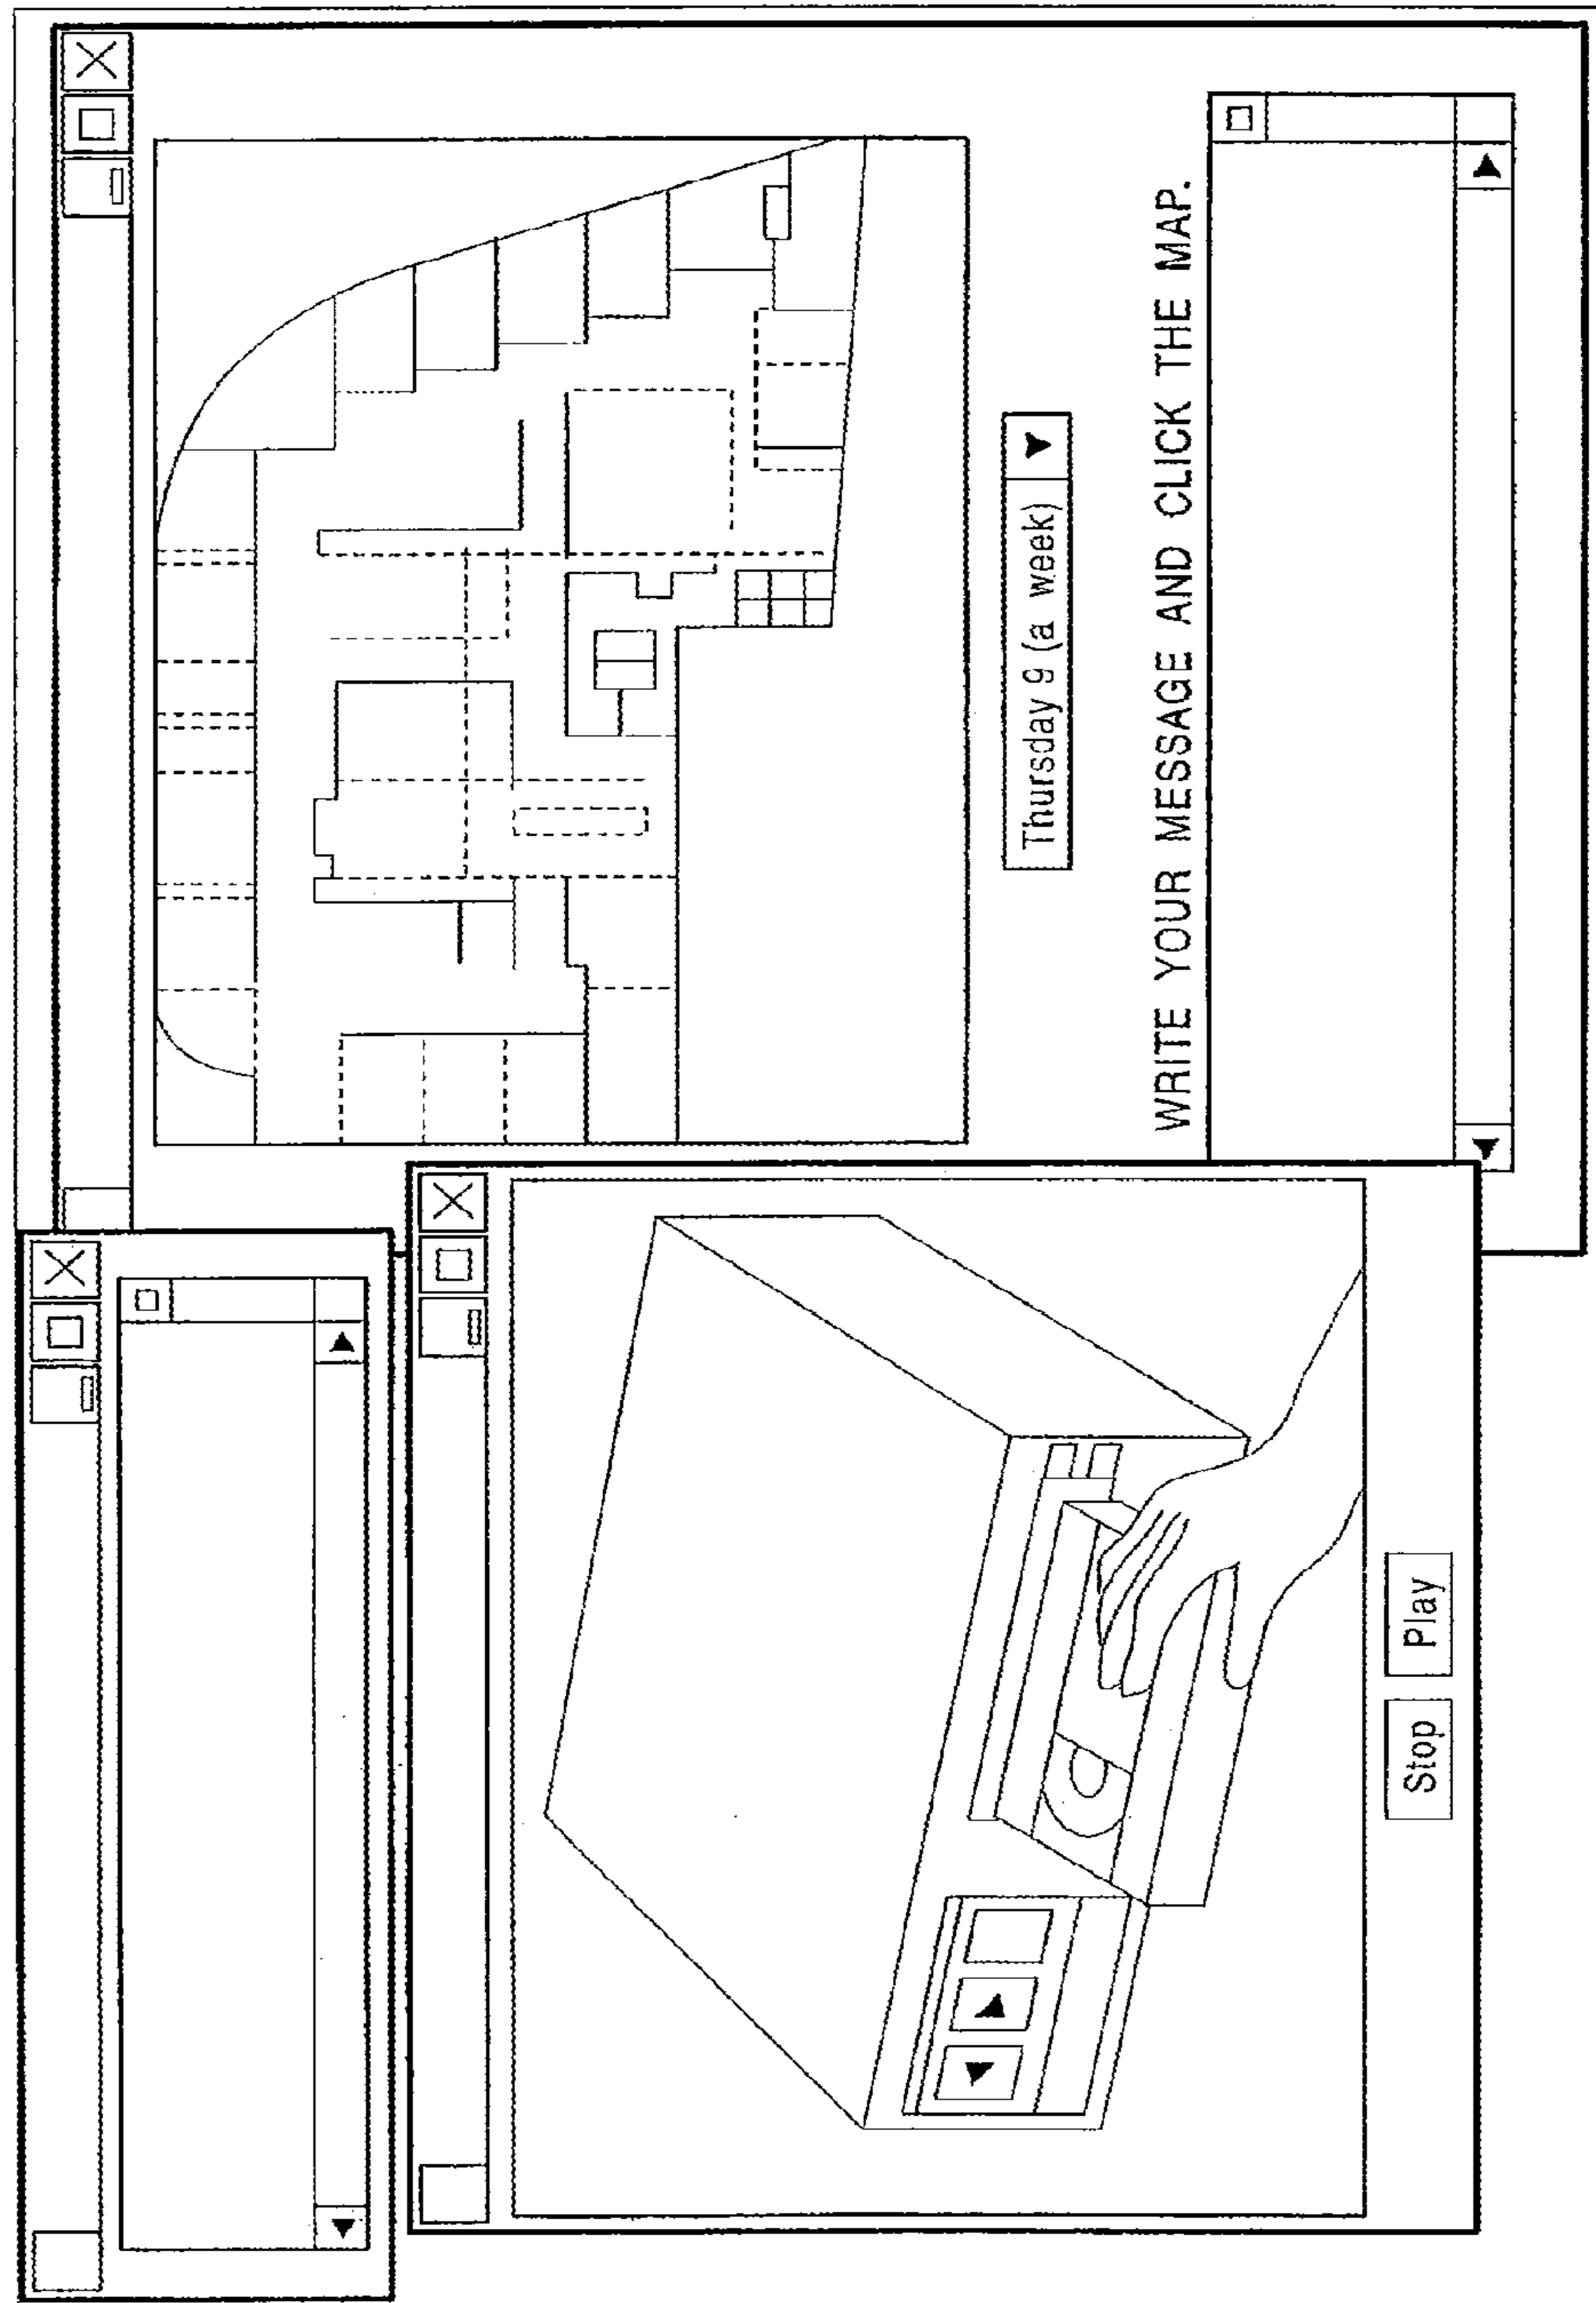 Thursday 9 (a week)
WRITE YOUR MESSAGE AND CLICK THE MAP.
Stop
Play